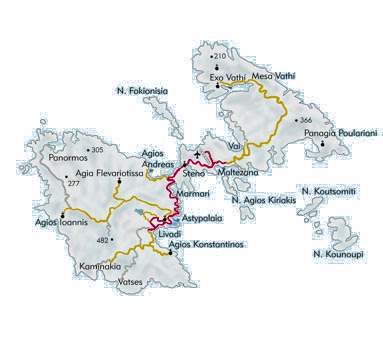 210
Exo Vathí
Mesa Vathí
N. Fokionisia
366
Panagia Poulariani
Vaï
305
Panormos
Agios
Andreas
277
Agia Flevariotissa
Steno
Maltezana
Marmari
N. Koutsomiti
N. Agios Kiriakis
Agios Ioannis
Astypalaia
482
Livadi
Agios Konstantinos
N. Kounoupi
Kaminakia
Vatses